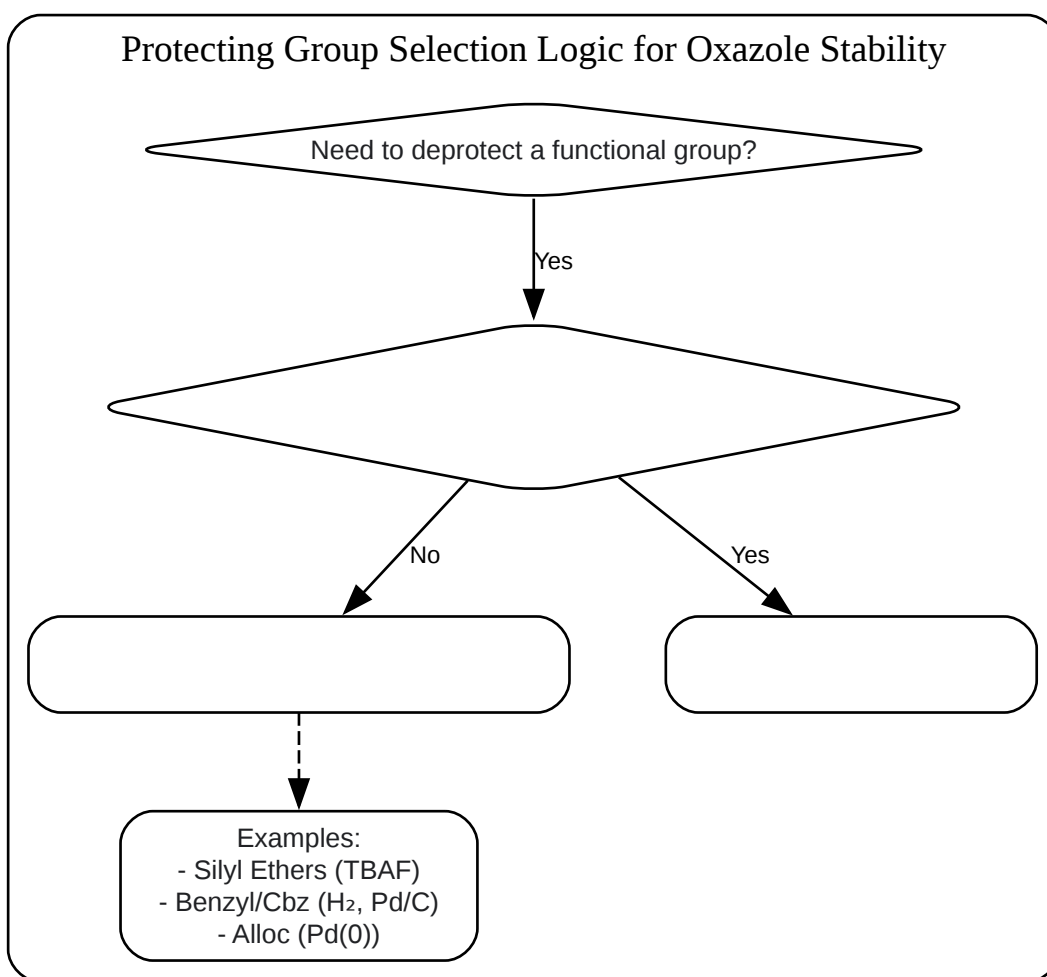 Protecting Group Selection Logic for Oxazole Stability
Need to deprotect a functional group?
Yes
No
Yes
Examples:
- Silyl Ethers (TBAF)
- Benzyl/Cbz (H₂, Pd/C)
- Alloc (Pd(0))